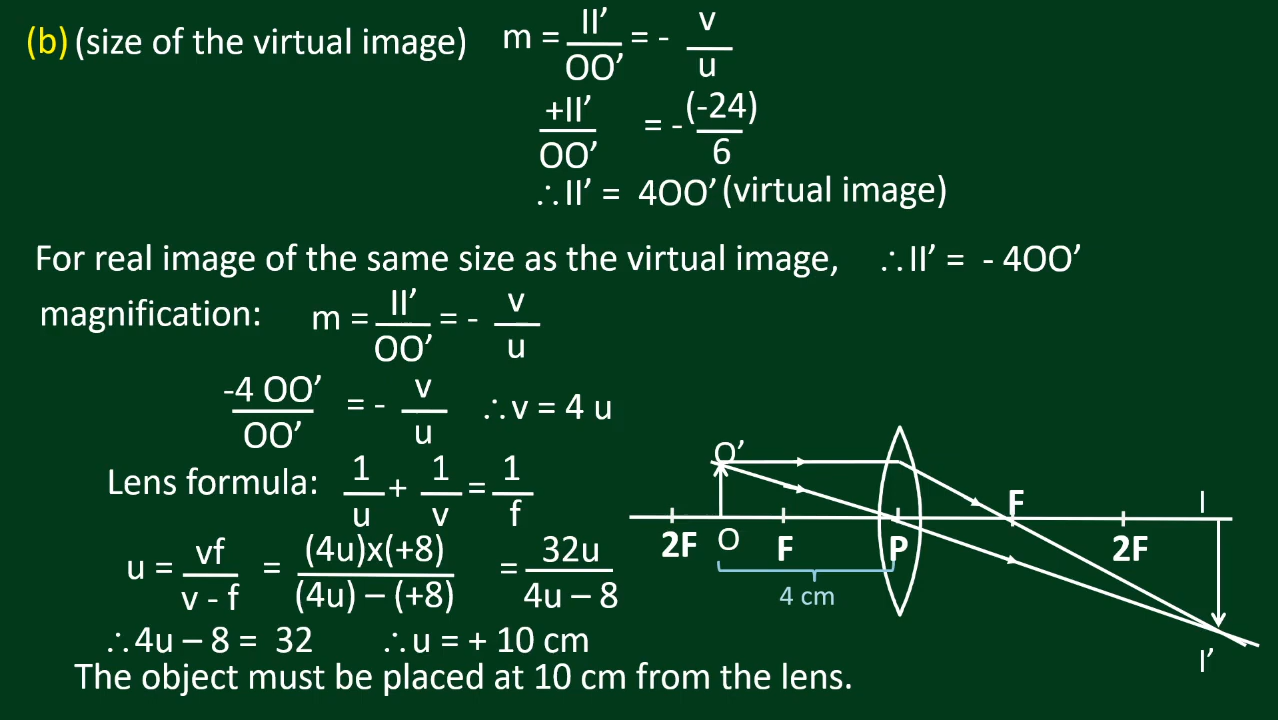 (b) (size of the virtual image) m = II’/OO’ = - v/u
+II’/OO’ = - (-24)/6
∴II’ = 4OO’ (virtual image)
For real image of the same size as the virtual image, ∴II’ = - 4OO’
magnification: m = II’/OO’ = - v/u
-4 OO’/OO’ = - v/u ∴v = 4 u
Lens formula: 1/u + 1/v = 1/f
u = vf/v - f = (4u)x(+8)/(4u) – (+8) = 32u/4u – 8
∴4u – 8 = 32 ∴u = + 10 cm
The object must be placed at 10 cm from the lens.
O’
F I
2F O F P 2F
4 cm
I’